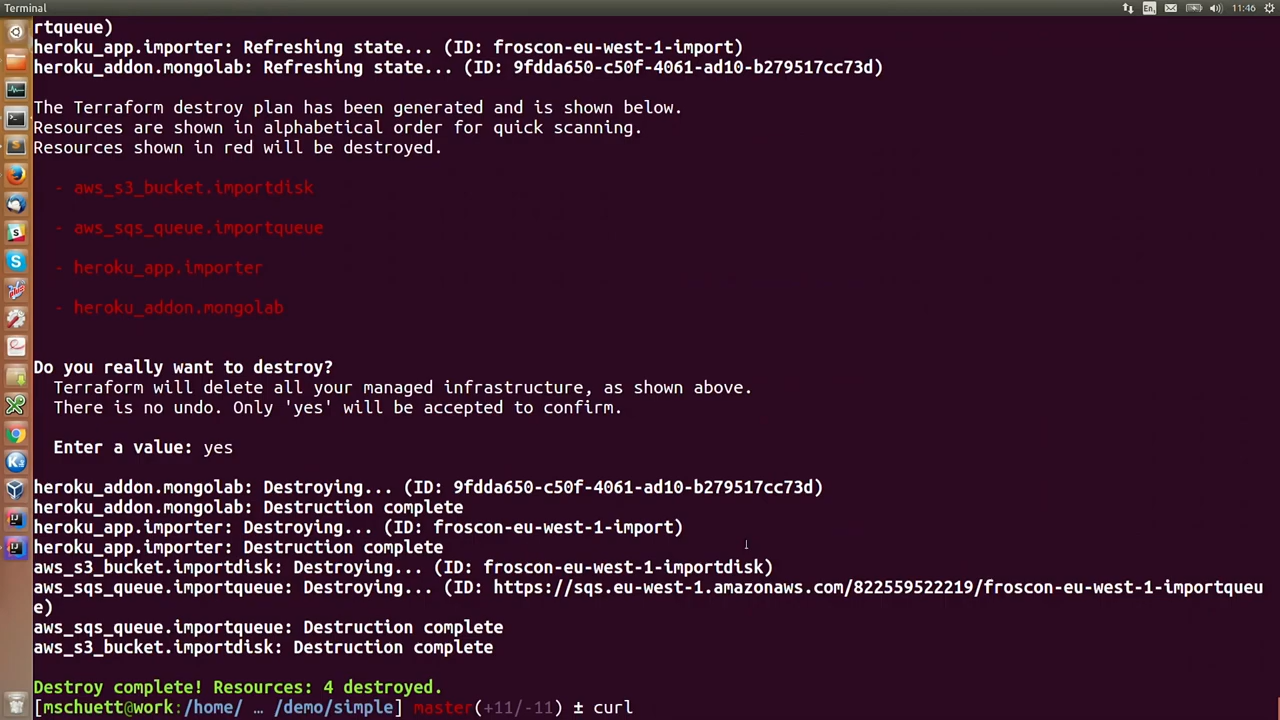 Terminal
En
11:46
rtqueue)
heroku_app.importer: Refreshing state... (ID: froscon-eu-west-1-import)
heroku_addon.mongolab: Refreshing state... (ID: 9fdda650-c50f-4061-ad10-b279517cc73d)
The Terraform destroy plan has been generated and is shown below.
Resources are shown in alphabetical order for quick scanning.
Resources shown in red will be destroyed.
- aws_s3_bucket.importdisk
- aws_sqs_queue.importqueue
- heroku_app.importer
- heroku_addon.mongolab
Do you really want to destroy?
Terraform will delete all your managed infrastructure, as shown above.
There is no undo. Only 'yes' will be accepted to confirm.
Enter a value: yes
heroku_addon.mongolab: Destroying... (ID: 9fdda650-c50f-4061-ad10-b279517cc73d)
heroku_addon.mongolab: Destruction complete
heroku_app.importer: Destroying... (ID: froscon-eu-west-1-import)
heroku_app.importer: Destruction complete
aws_s3_bucket.importdisk: Destroying... (ID: froscon-eu-west-1-importdisk)
aws_sqs_queue.importqueue: Destroying... (ID: https://sqs.eu-west-1.amazonaws.com/822559522219/froscon-eu-west-1-importqueu
e)
aws_sqs_queue.importqueue: Destruction complete
aws_s3_bucket.importdisk: Destruction complete
Destroy complete! Resources: 4 destroyed.
[mschuett@work:/home/ … /demo/simple] master(+11/-11) ± curl